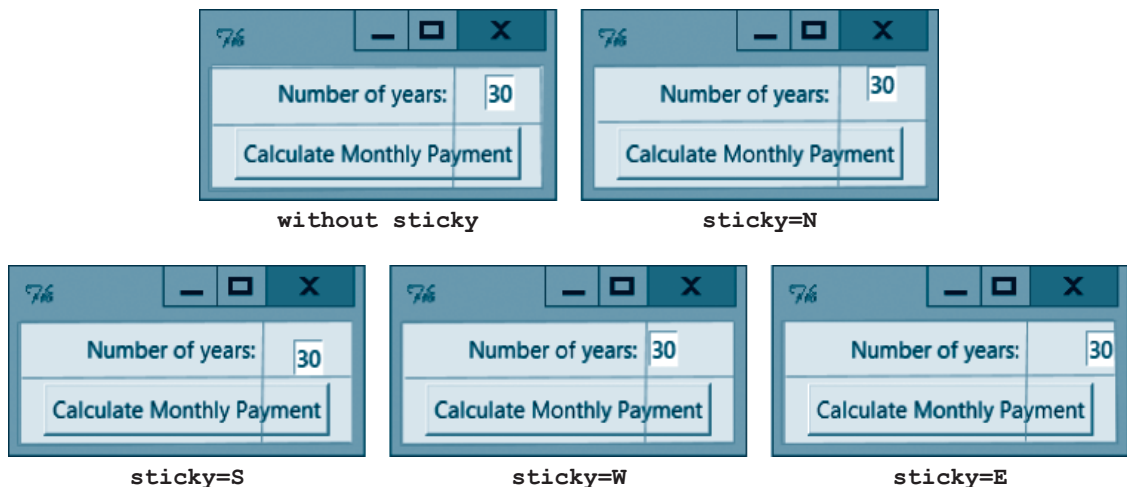 Number of years: 30
Calculate Monthly Payment
without sticky
Number of years: 30
Calculate Monthly Payment
sticky=N
Number of years: 30
Calculate Monthly Payment
sticky=S
Number of years: 30
Calculate Monthly Payment
sticky=W
Number of years: 30
Calculate Monthly Payment
sticky=E